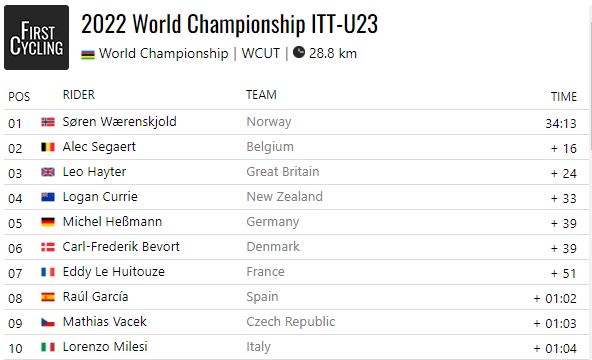 FIRST
CYCLING
2022 World Championship ITT-U23
World Championship | WCUT | 28.8 km
POS RIDER TEAM TIME
01 Søren Wærenskjold Norway 34:13
02 Alec Segaert Belgium + 16
03 Leo Hayter Great Britain + 24
04 Logan Currie New Zealand + 33
05 Michel Heßmann Germany + 39
06 Carl-Frederik Bevort Denmark + 39
07 Eddy Le Huitouze France + 51
08 Raúl García Spain + 01:02
09 Mathias Vacek Czech Republic + 01:03
10 Lorenzo Milesi Italy + 01:04